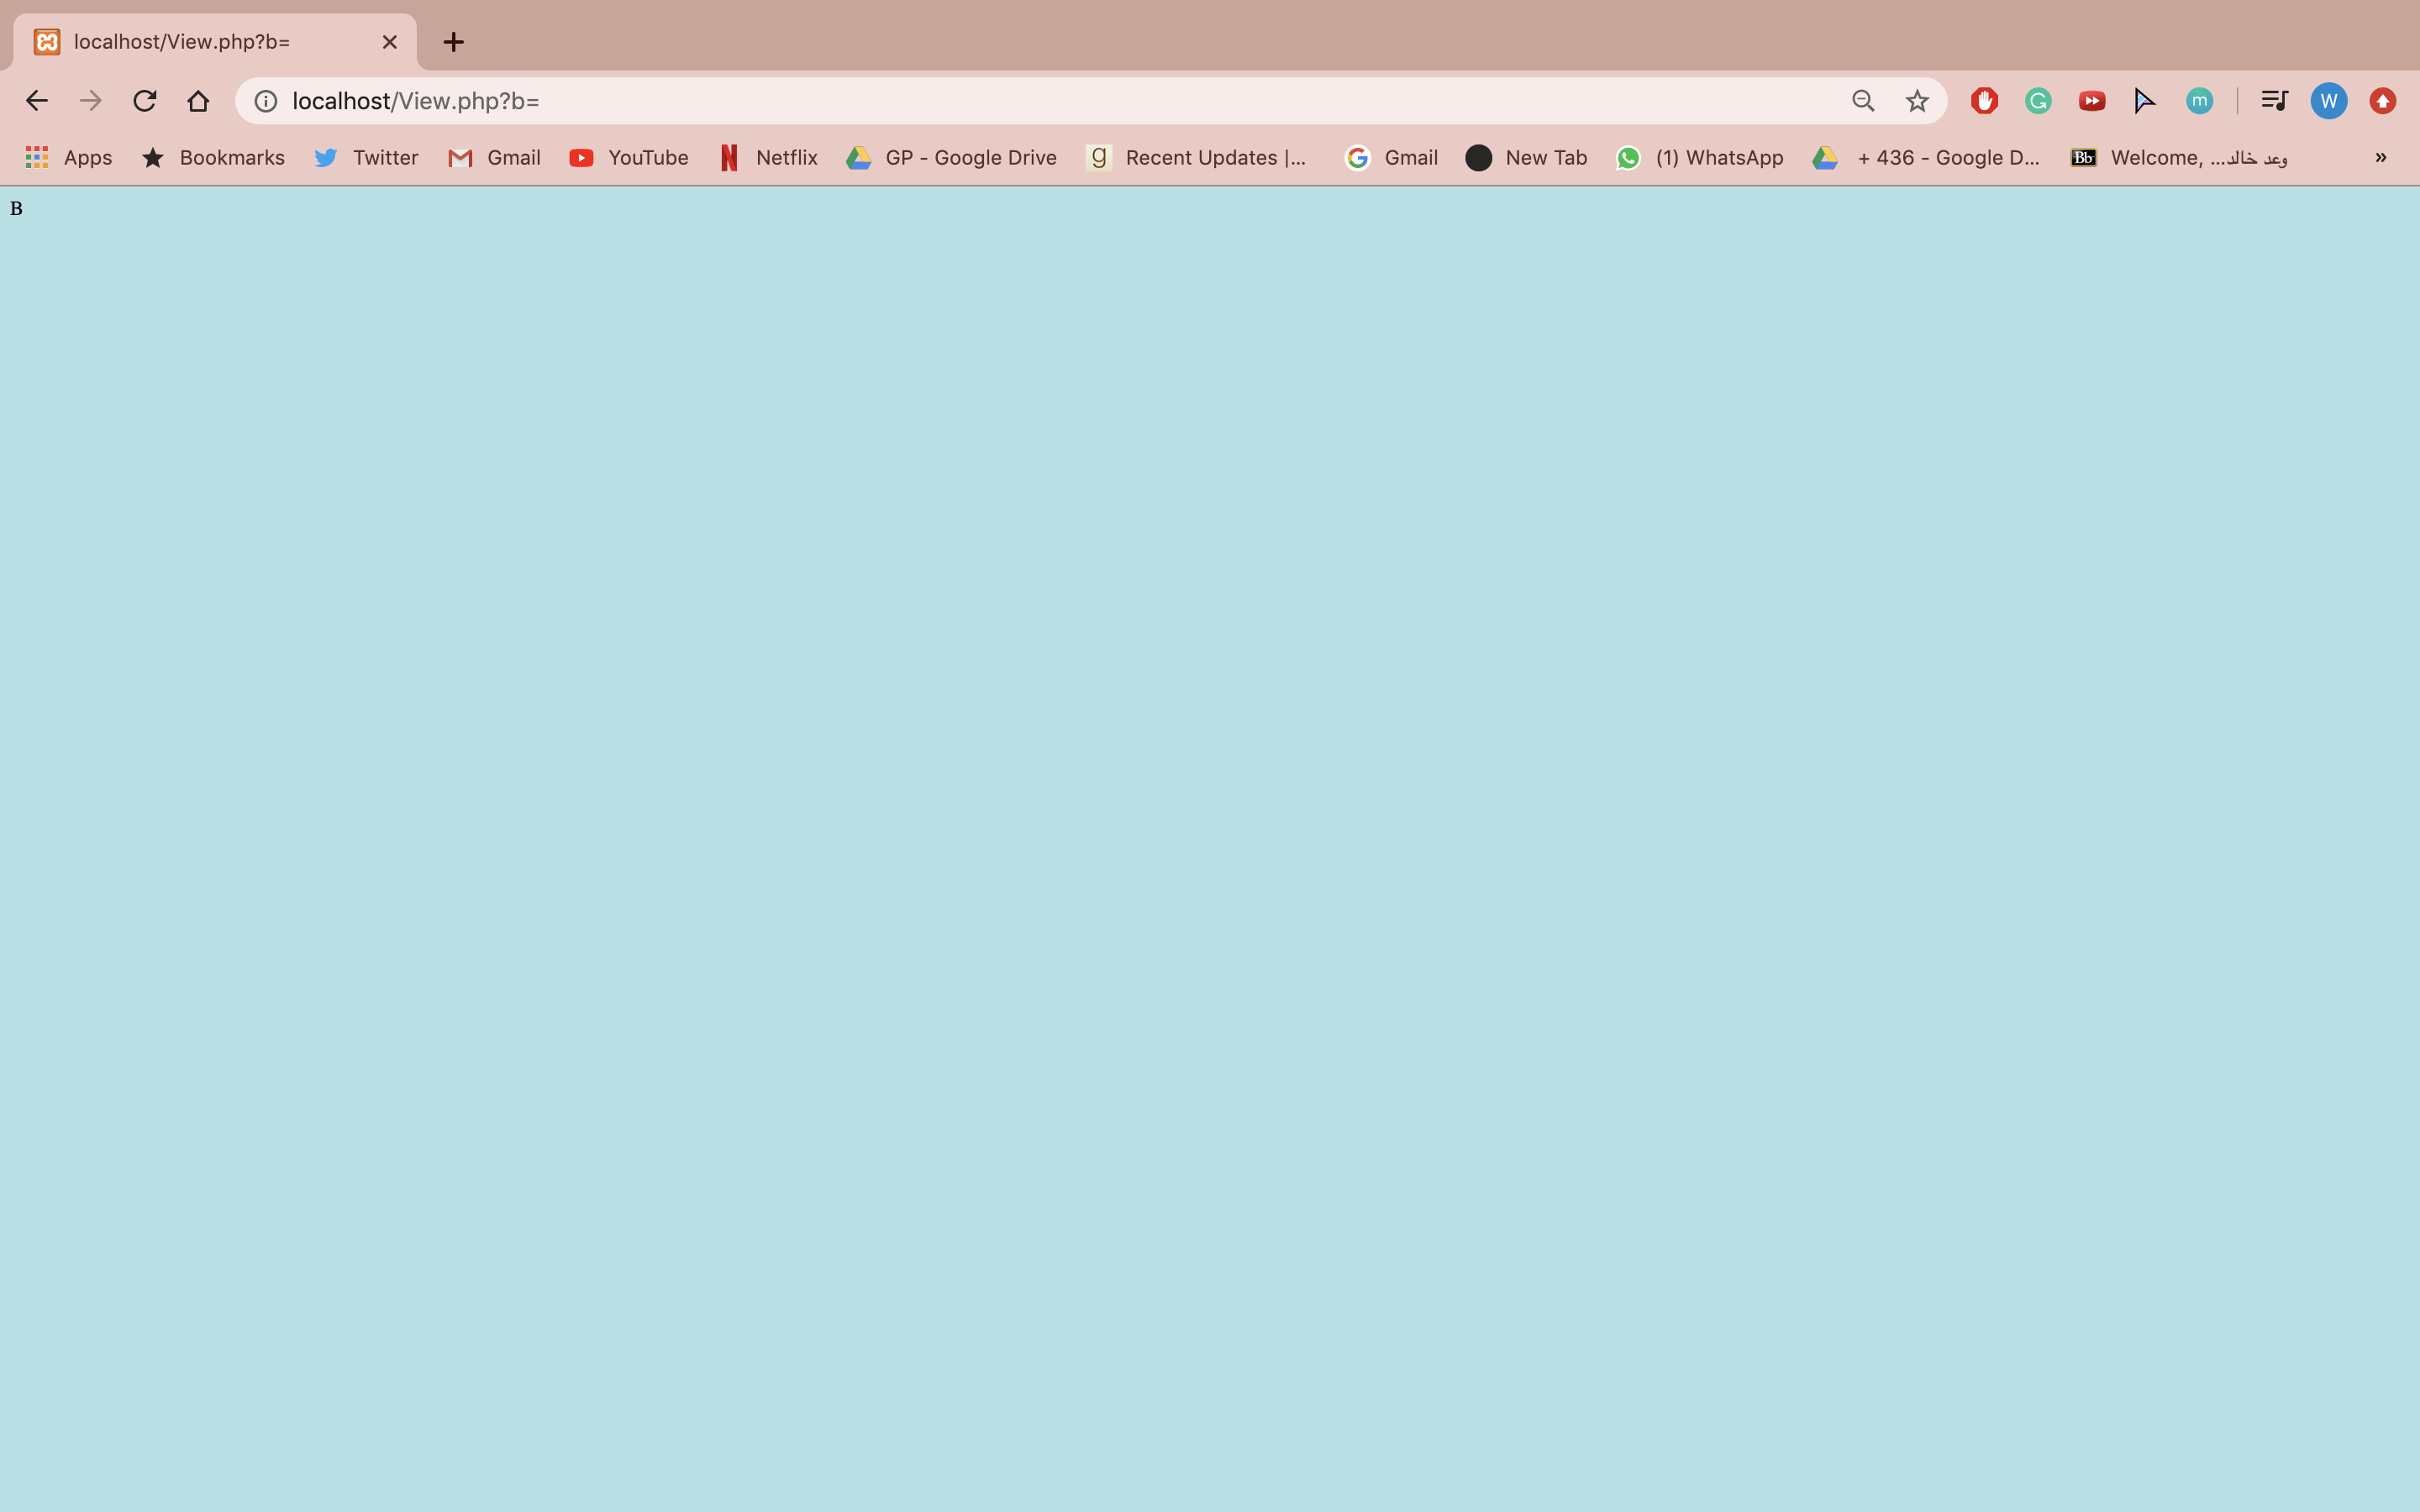 localhost/View.php?b=
localhost/View.php?b=
W
Apps Bookmarks Twitter Gmail YouTube Netflix GP - Google Drive Recent Updates |... Gmail New Tab (1) WhatsApp + 436 - Google D... Welcome, ...وعد خالد »
B